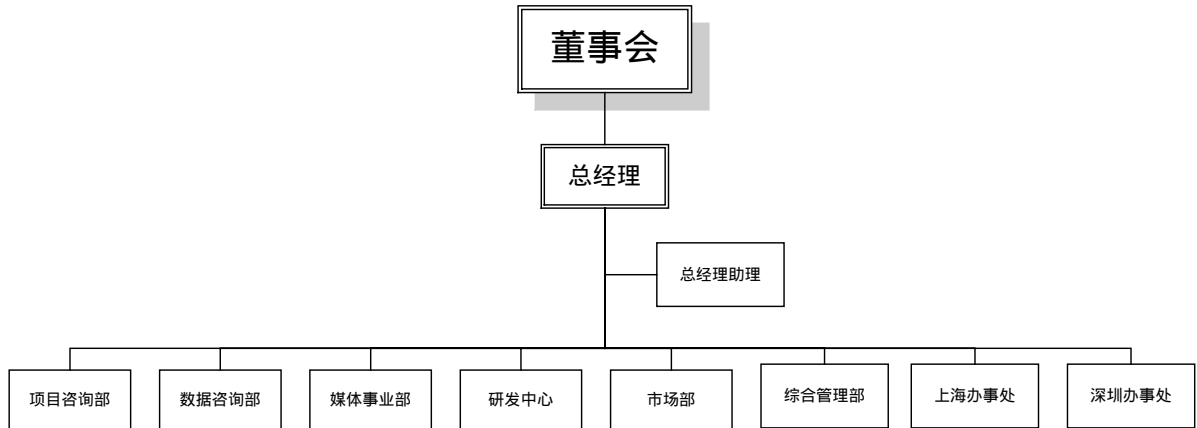 董事会
总经理
总经理助理
项目咨询部
数据咨询部
媒体事业部
研发中心
市场部
综合管理部
上海办事处
深圳办事处